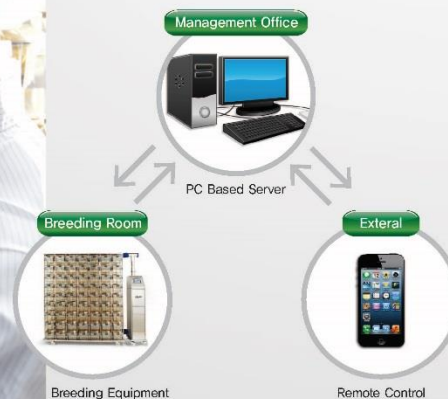 Management Office
PC Based Server
Breeding Room
Exteral
Breeding Equipment
Remote Control